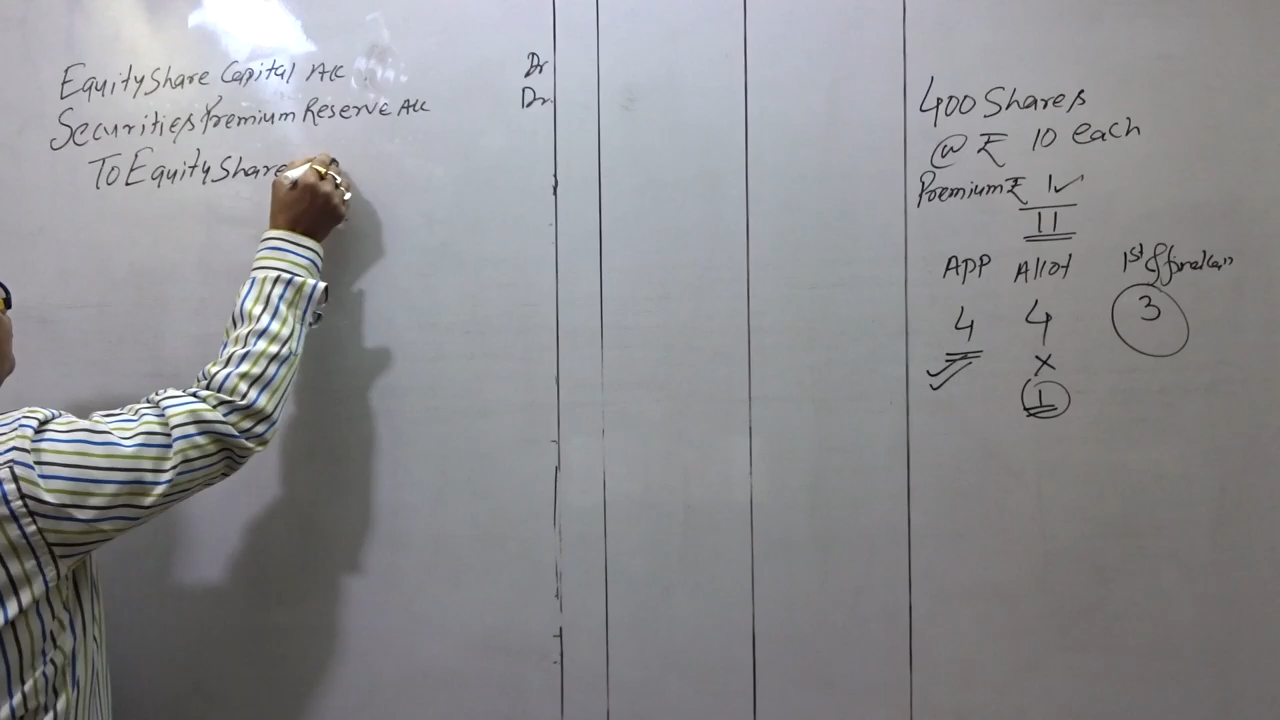 Equity Share Capital A/c Dr
Securities Premium Reserve A/c Dr.
To Equity Share
400 Shares
@ ₹ 10 each
Premium ₹ 1 ✓
11
APP Allot 1st & final
4 4 3
✓ ×
1